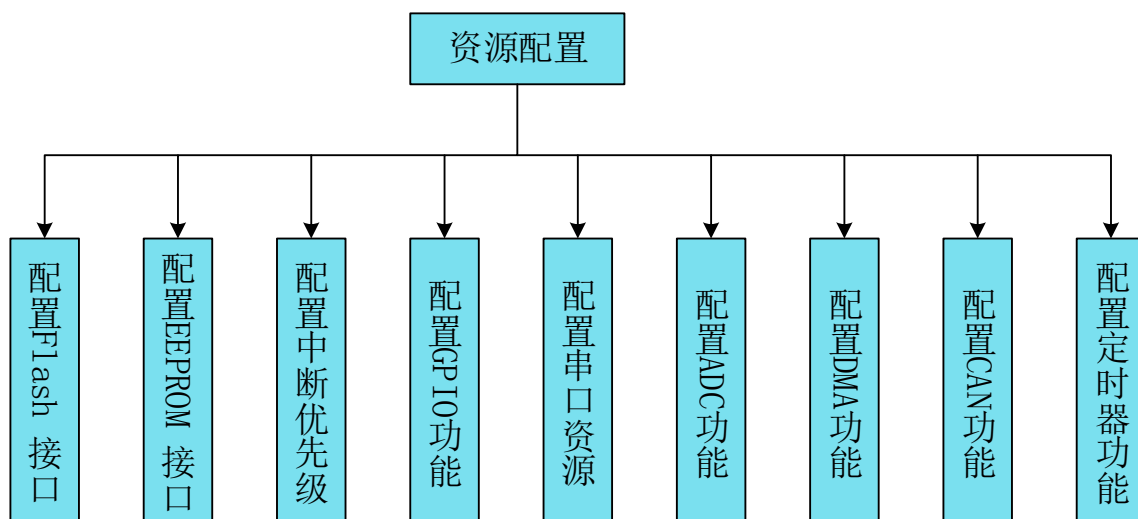 资源配置
配置Flash 接口
配置EEPROM 接口
配置中断优先级
配置GPIO功能
配置串口资源
配置ADC功能
配置DMA功能
配置CAN功能
配置定时器功能